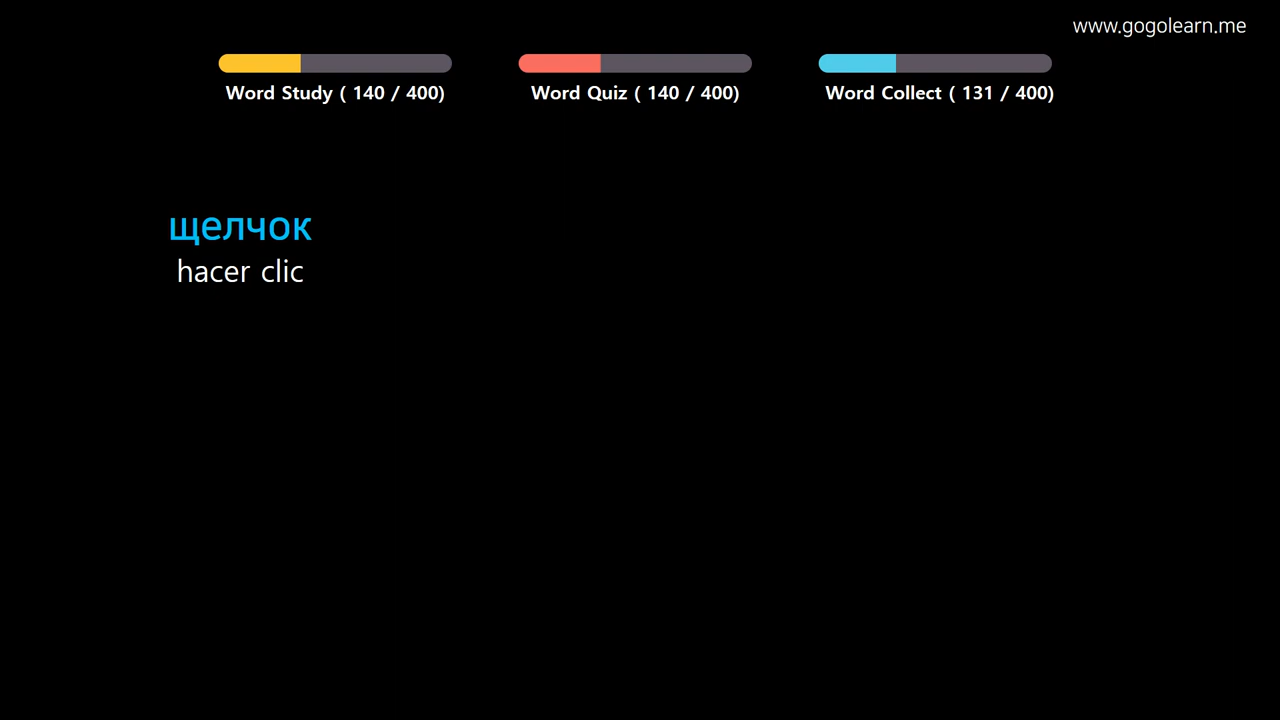 www.gogolearn.me
Word Study ( 140 / 400)
Word Quiz ( 140 / 400)
Word Collect ( 131 / 400)
щелчок
hacer clic